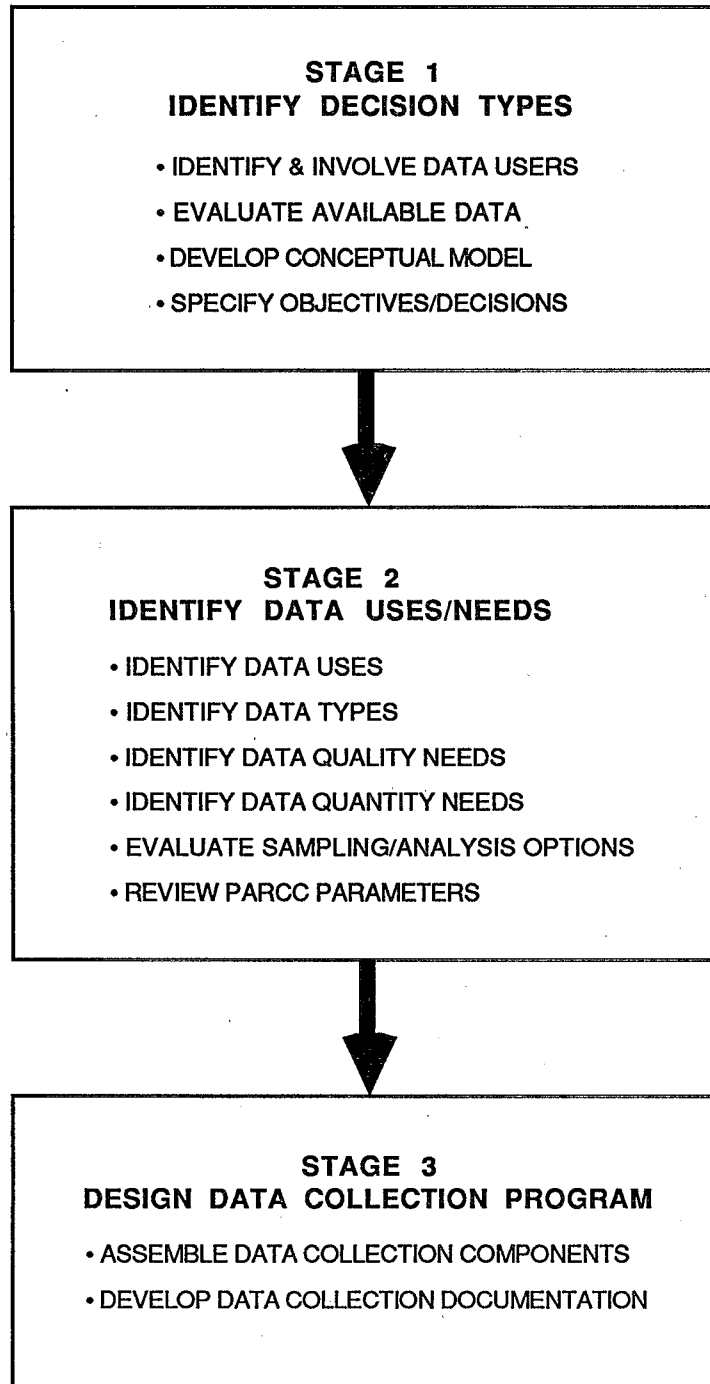 STAGE 1
IDENTIFY DECISION TYPES
• IDENTIFY & INVOLVE DATA USERS
• EVALUATE AVAILABLE DATA
• DEVELOP CONCEPTUAL MODEL
• SPECIFY OBJECTIVES/DECISIONS
STAGE 2
IDENTIFY DATA USES/NEEDS
• IDENTIFY DATA USES
• IDENTIFY DATA TYPES
• IDENTIFY DATA QUALITY NEEDS
• IDENTIFY DATA QUANTITY NEEDS
• EVALUATE SAMPLING/ANALYSIS OPTIONS
• REVIEW PARCC PARAMETERS
STAGE 3
DESIGN DATA COLLECTION PROGRAM
• ASSEMBLE DATA COLLECTION COMPONENTS
• DEVELOP DATA COLLECTION DOCUMENTATION